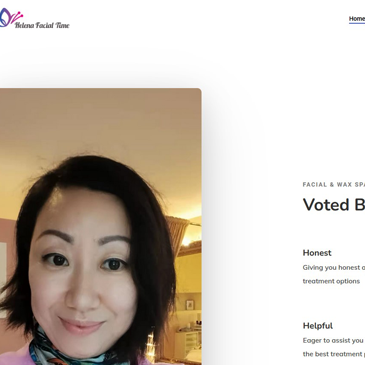 Helena Facial Time
Home
FACIAL & WAX SPA
Voted B
Honest
Giving you honest
treatment options
Helpful
Eager to assist you
the best treatment